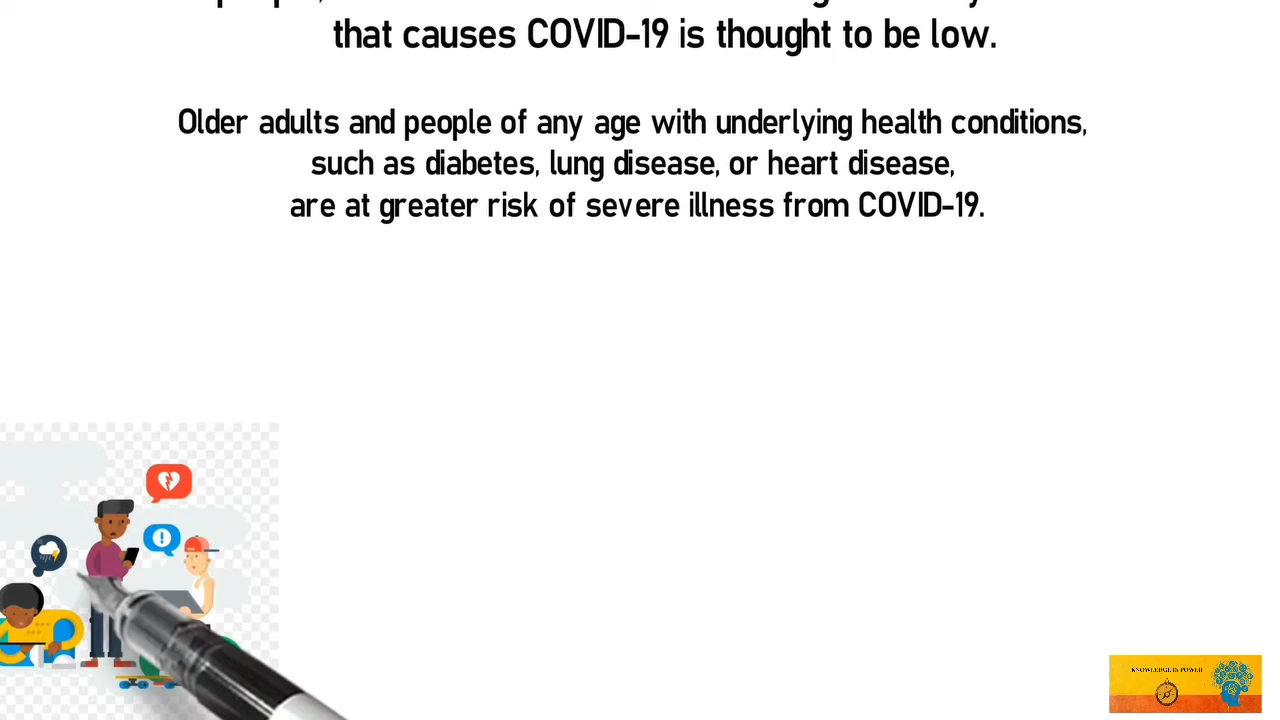 that causes COVID-19 is thought to be low.
Older adults and people of any age with underlying health conditions,
such as diabetes, lung disease, or heart disease,
are at greater risk of severe illness from COVID-19.
KNOWLEDGE IS POWER